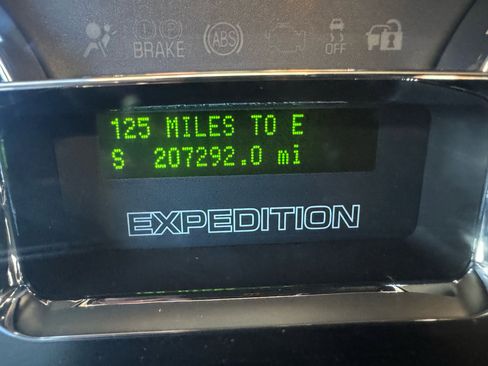 BRAKE
ABS
OFF
125 MILES TO E
S 207292.0 mi
EXPEDITION